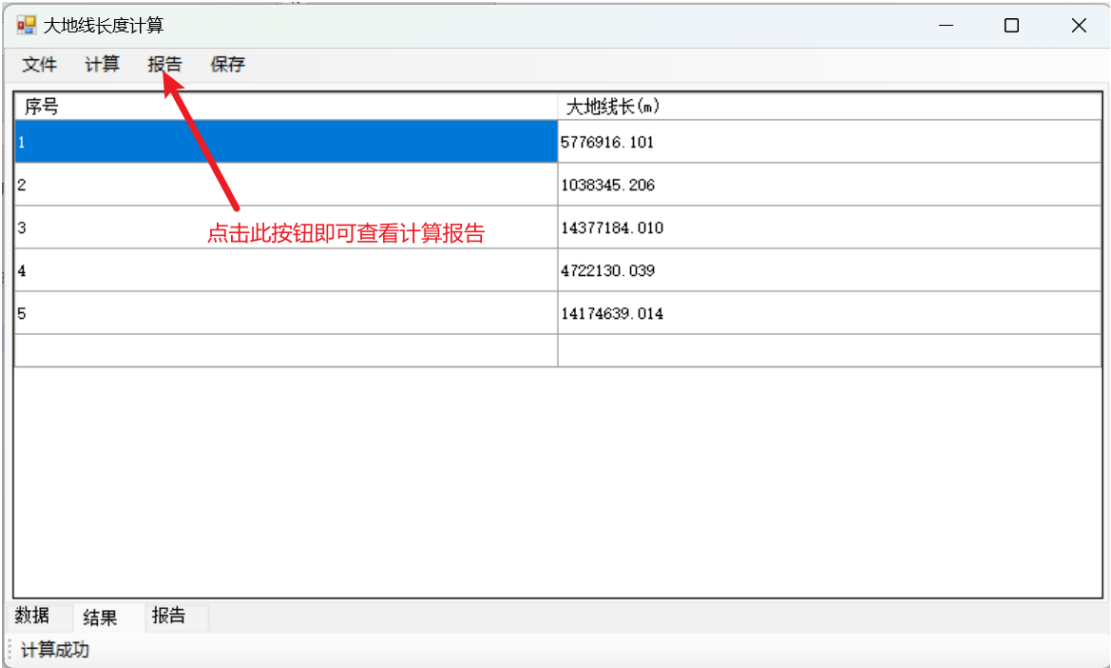 大地线长度计算
文件 计算 报告 保存
序号 大地线长(m)
1 5776916.101
2 1038345.206
3 14377184.010
点击此按钮即可查看计算报告
4 4722130.039
5 14174639.014
数据 结果 报告
计算成功